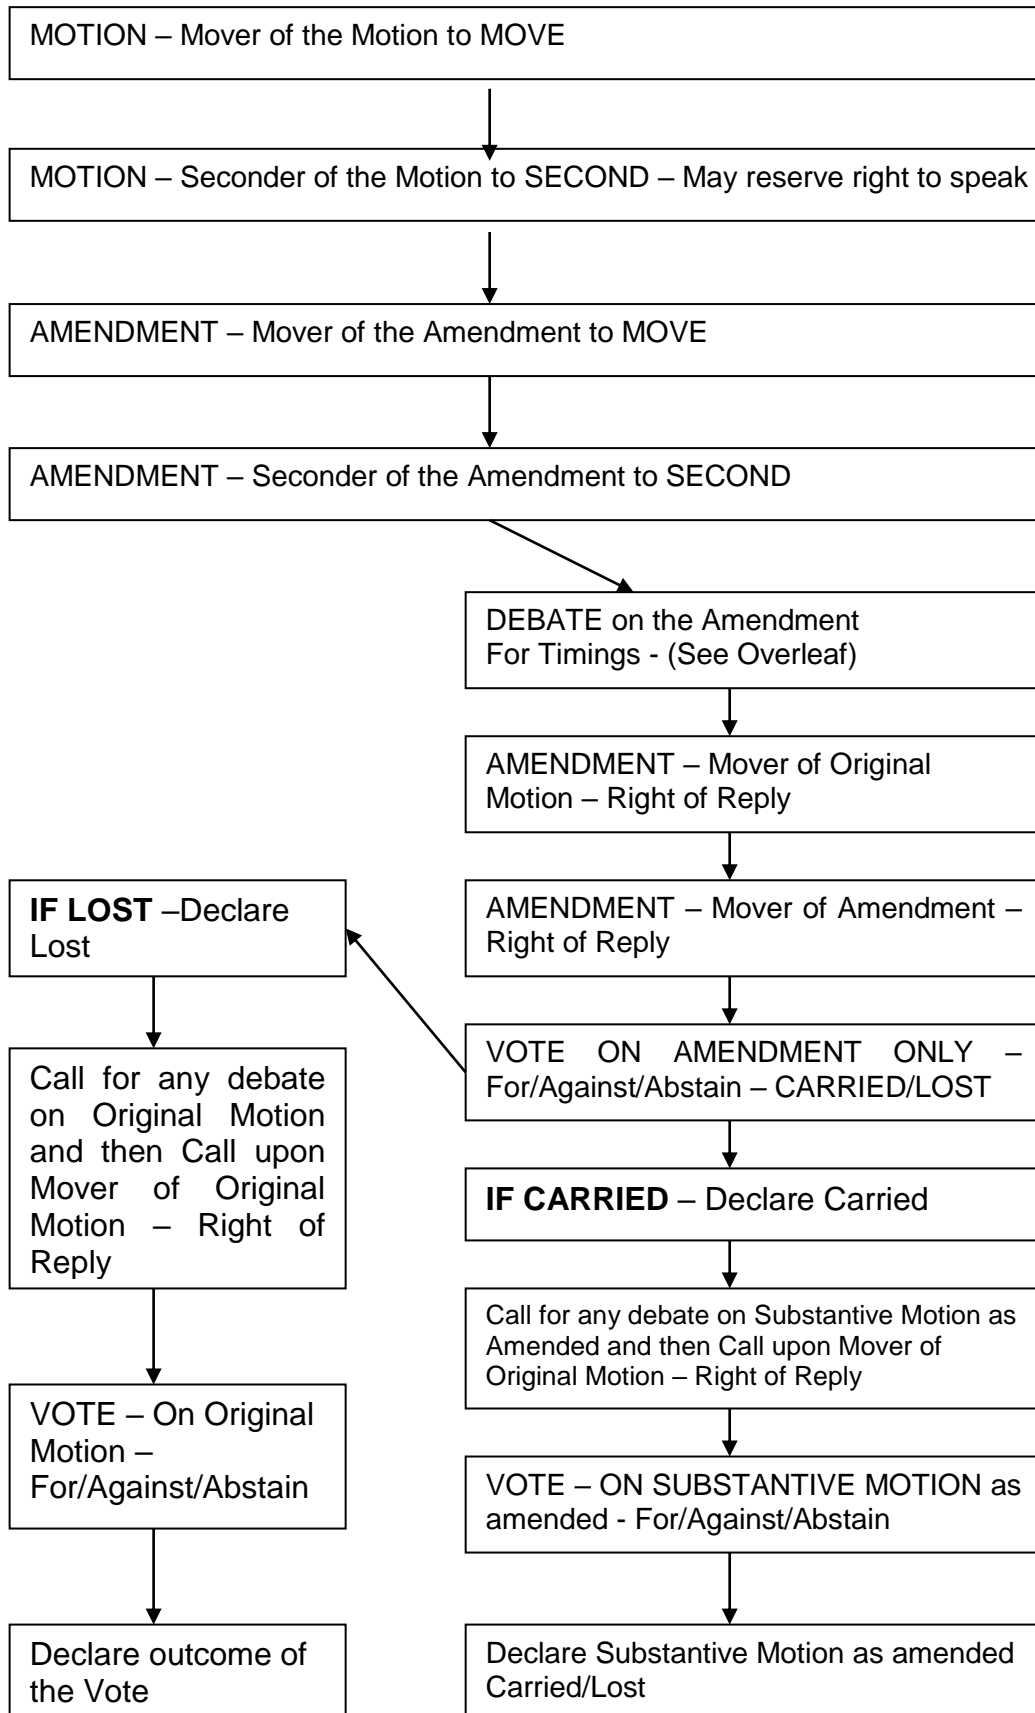 MOTION – Mover of the Motion to MOVE
MOTION – Seconder of the Motion to SECOND – May reserve right to speak
AMENDMENT – Mover of the Amendment to MOVE
AMENDMENT – Seconder of the Amendment to SECOND
DEBATE on the Amendment
For Timings - (See Overleaf)
AMENDMENT – Mover of Original
Motion – Right of Reply
AMENDMENT – Mover of Amendment –
Right of Reply
VOTE ON AMENDMENT ONLY –
For/Against/Abstain – CARRIED/LOST
IF LOST –Declare
Lost
Call for any debate
on Original Motion
and then Call upon
Mover of Original
Motion – Right of
Reply
VOTE – On Original
Motion –
For/Against/Abstain
Declare outcome of
the Vote
IF CARRIED – Declare Carried
Call for any debate on Substantive Motion as
Amended and then Call upon Mover of
Original Motion – Right of Reply
VOTE – ON SUBSTANTIVE MOTION as
amended - For/Against/Abstain
Declare Substantive Motion as amended
Carried/Lost